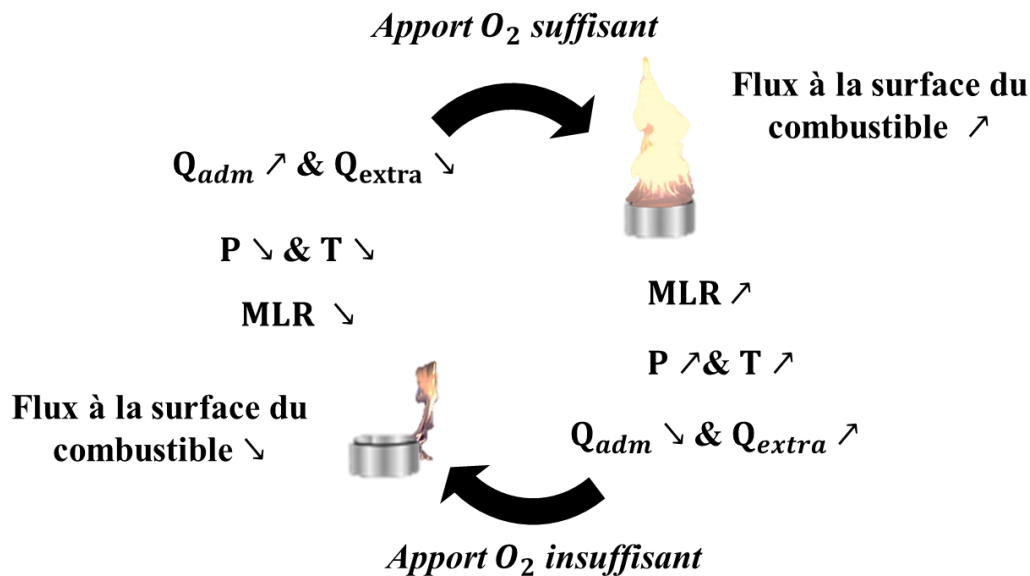 Apport O₂ suffisant
Flux à la surface du
combustible ↗
Q_adm ↗ & Q_extra ↘
P ↘ & T ↘
MLR ↘
MLR ↗
P ↗ & T ↗
Flux à la surface du
combustible ↘
Q_adm ↘ & Q_extra ↗
Apport O₂ insuffisant